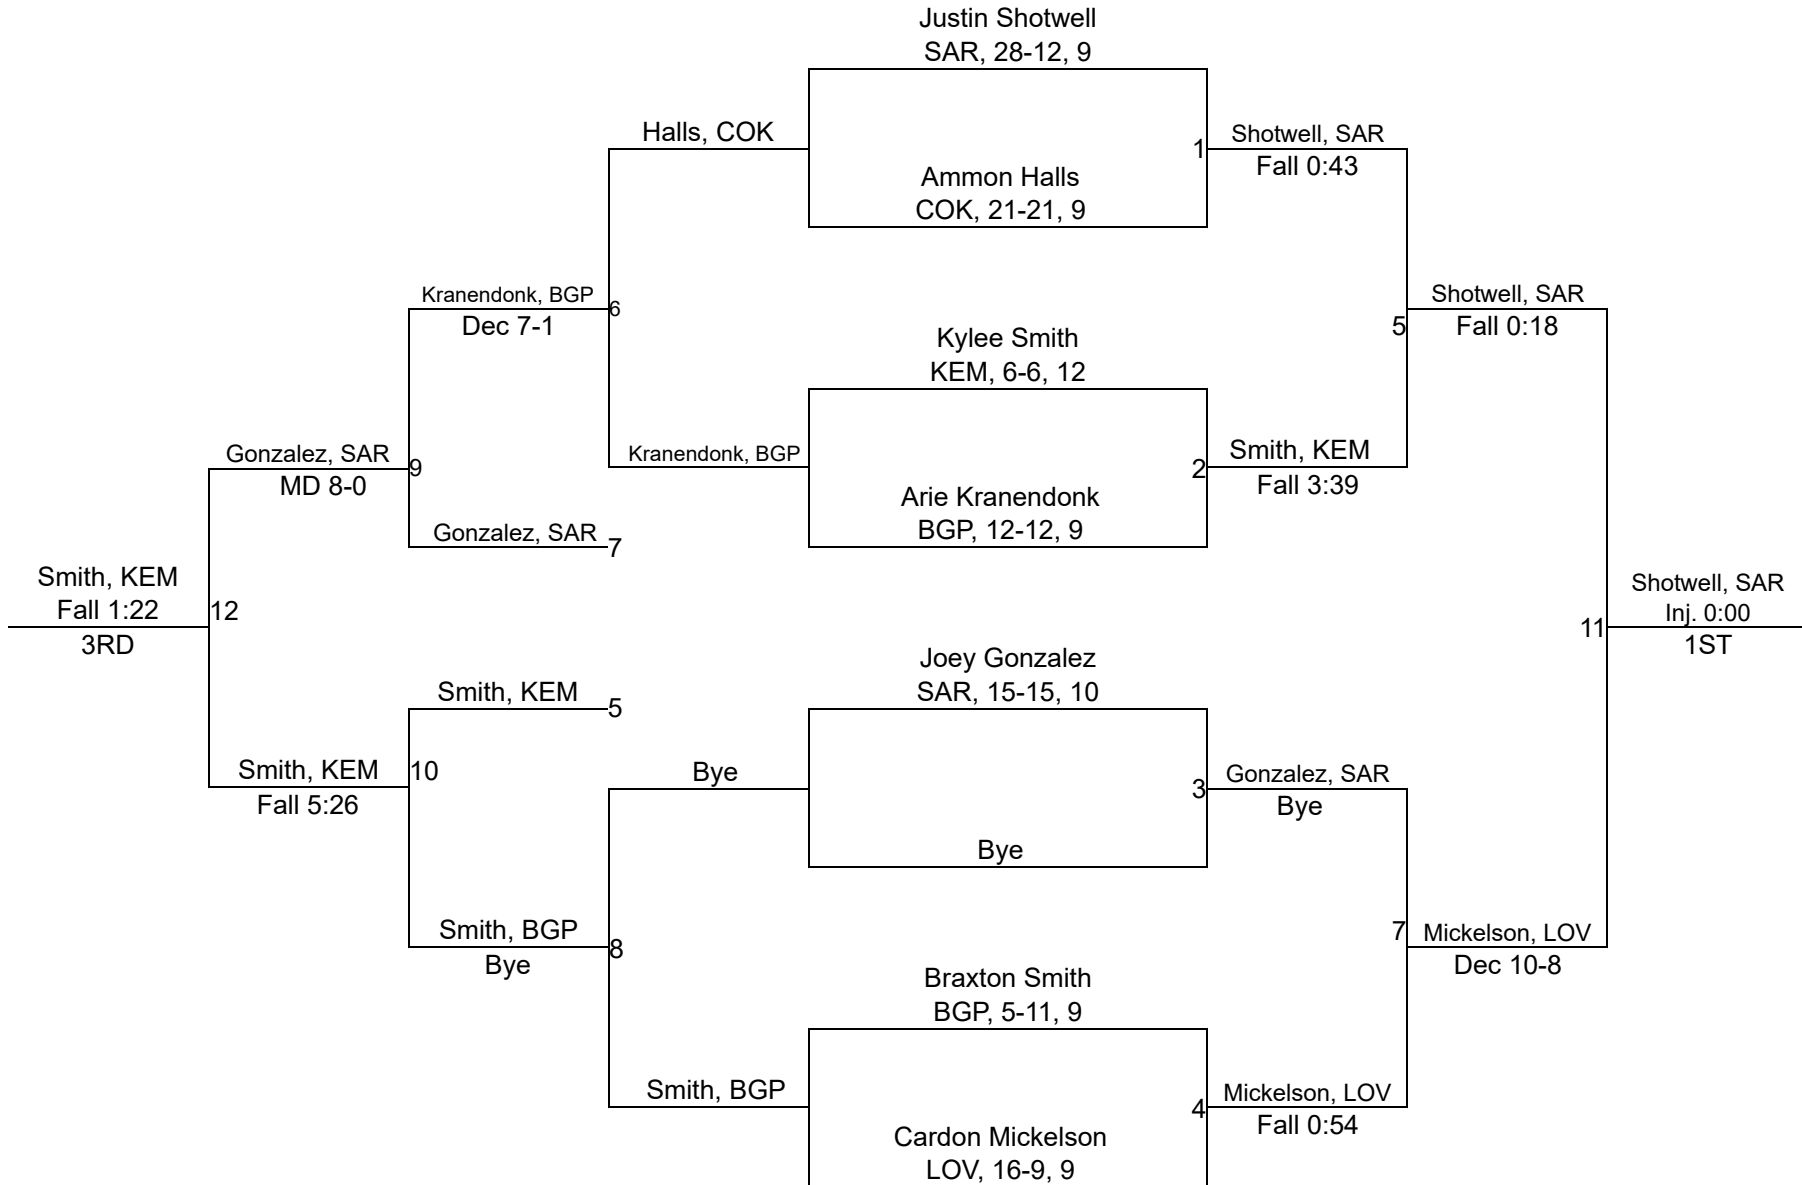 Justin Shotwell
SAR, 28-12, 9
Halls, COK
1
Shotwell, SAR
Fall 0:43
Ammon Halls
COK, 21-21, 9
Kranendonk, BGP
Dec 7-1
6
Shotwell, SAR
Fall 0:18
5
Kylee Smith
KEM, 6-6, 12
Gonzalez, SAR
MD 8-0
9
Kranendonk, BGP
2
Smith, KEM
Fall 3:39
Arie Kranendonk
BGP, 12-12, 9
Gonzalez, SAR
7
Smith, KEM
Fall 1:22
3RD
12
Shotwell, SAR
Inj. 0:00
1ST
11
Joey Gonzalez
SAR, 15-15, 10
Smith, KEM
5
Smith, KEM
Fall 5:26
10
Bye
3
Gonzalez, SAR
Bye
Bye
Smith, BGP
Bye
8
7
Mickelson, LOV
Dec 10-8
Braxton Smith
BGP, 5-11, 9
Smith, BGP
4
Mickelson, LOV
Fall 0:54
Cardon Mickelson
LOV, 16-9, 9